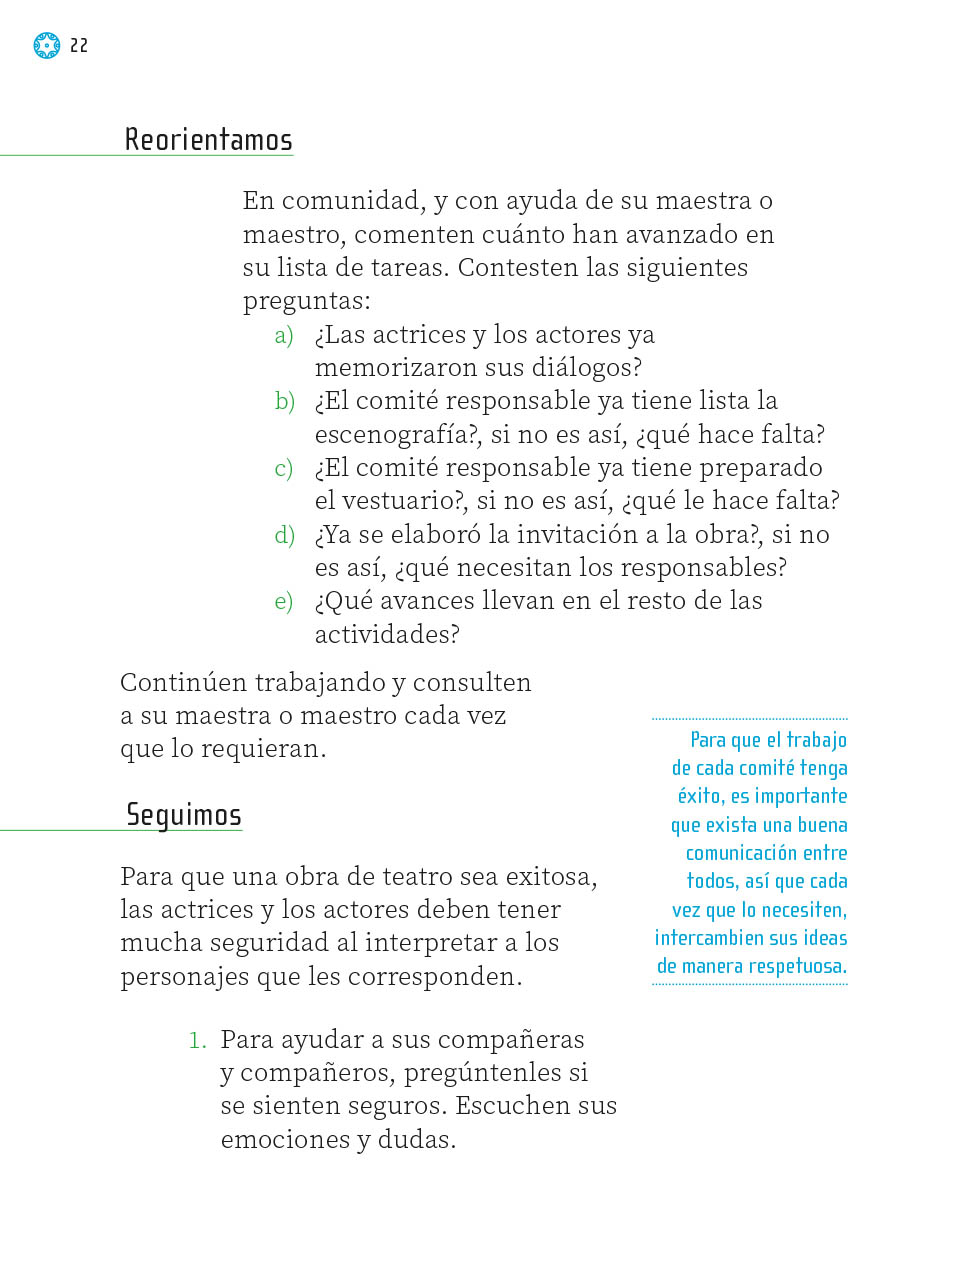 22
Reorientamos
En comunidad, y con ayuda de su maestra o
maestro, comenten cuánto han avanzado en
su lista de tareas. Contesten las siguientes
preguntas:
a) ¿Las actrices y los actores ya
memorizaron sus diálogos?
b) ¿El comité responsable ya tiene lista la
escenografía?, si no es así, ¿qué hace falta?
c) ¿El comité responsable ya tiene preparado
el vestuario?, si no es así, ¿qué le hace falta?
d) ¿Ya se elaboró la invitación a la obra?, si no
es así, ¿qué necesitan los responsables?
e) ¿Qué avances llevan en el resto de las
actividades?
Continúen trabajando y consulten
a su maestra o maestro cada vez
que lo requieran.
Para que el trabajo
de cada comité tenga
éxito, es importante
que exista una buena
comunicación entre
todos, así que cada
vez que lo necesiten,
intercambien sus ideas
de manera respetuosa.
Seguimos
Para que una obra de teatro sea exitosa,
las actrices y los actores deben tener
mucha seguridad al interpretar a los
personajes que les corresponden.
1. Para ayudar a sus compañeras
y compañeros, pregúntenles si
se sienten seguros. Escuchen sus
emociones y dudas.